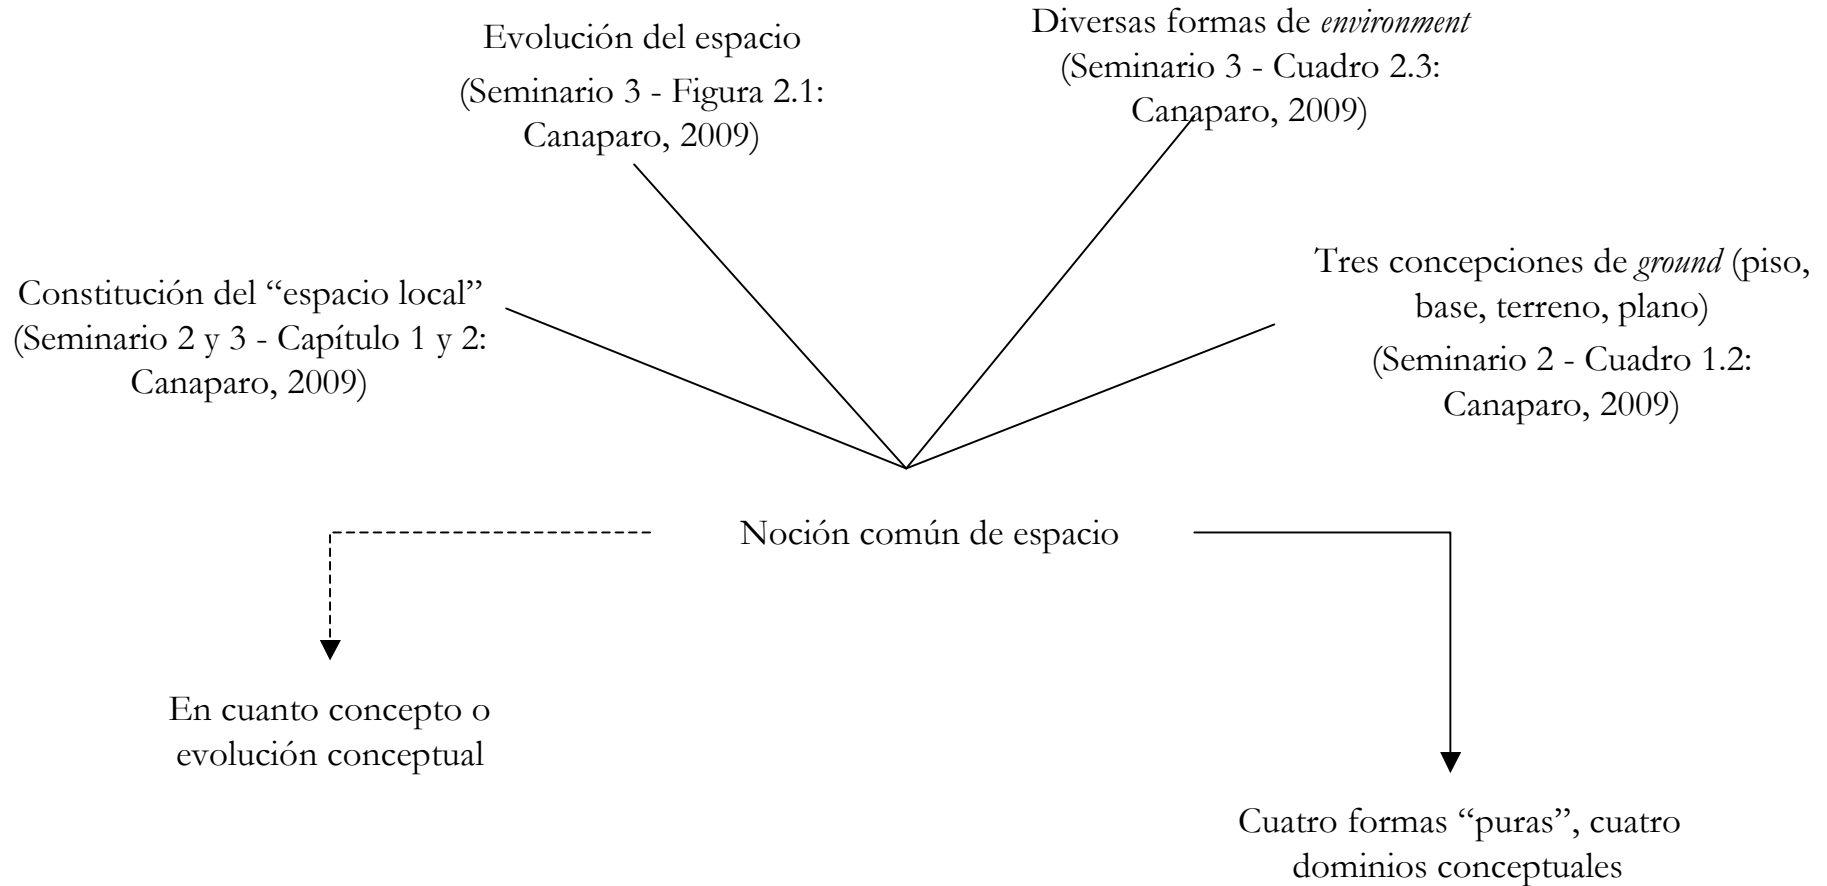 Evolución del espacio
(Seminario 3 - Figura 2.1:
Canaparo, 2009)
Diversas formas de environment
(Seminario 3 - Cuadro 2.3:
Canaparo, 2009)
Constitución del “espacio local”
(Seminario 2 y 3 - Capítulo 1 y 2:
Canaparo, 2009)
Tres concepciones de ground (piso,
base, terreno, plano)
(Seminario 2 - Cuadro 1.2:
Canaparo, 2009)
Noción común de espacio
En cuanto concepto o
evolución conceptual
Cuatro formas “puras”, cuatro
dominios conceptuales